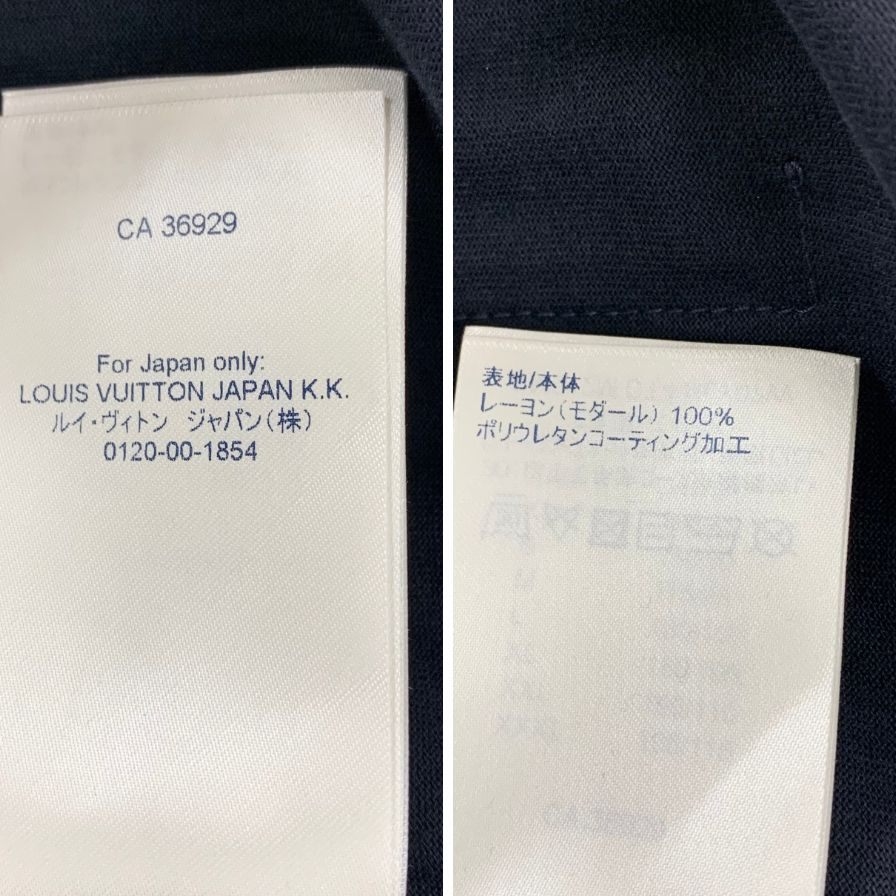 CA 36929
For Japan only:
LOUIS VUITTON JAPAN K.K.
ルイ・ヴィトン ジャパン(株)
0120-00-1854
表地/本体
レーヨン(モダール) 100%
ポリウレタンコーティング加工